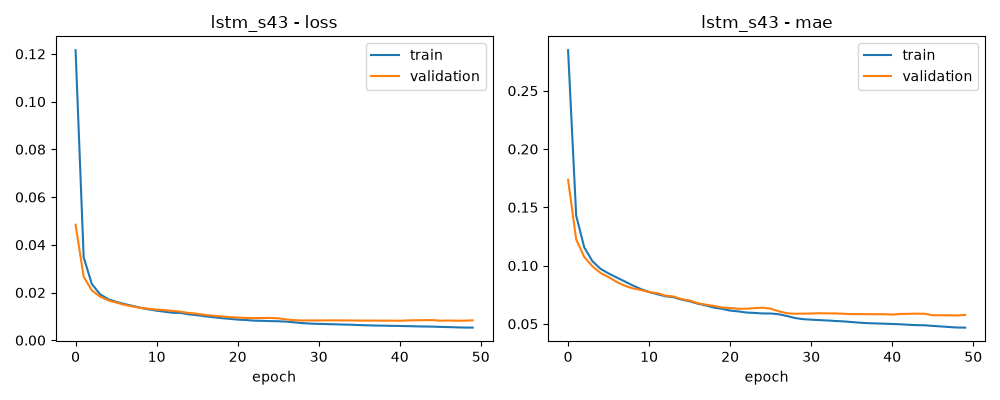 lstm_s43 - loss
train
validation
0.12
0.10
0.08
0.06
0.04
0.02
0.00
0 10 20 30 40 50
epoch
lstm_s43 - mae
train
validation
0.25
0.20
0.15
0.10
0.05
0 10 20 30 40 50
epoch